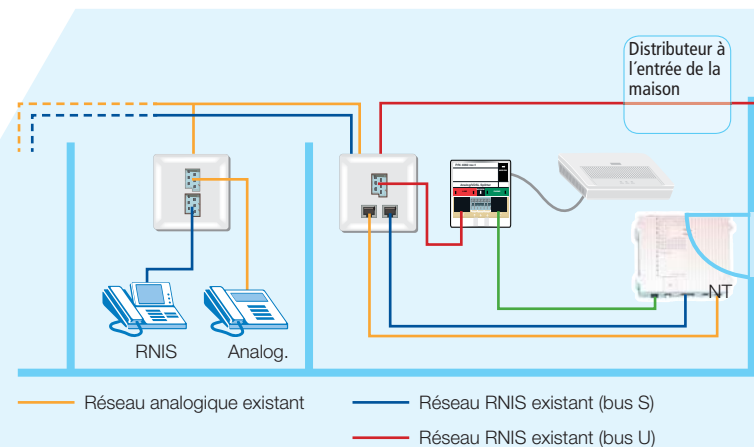 Distributeur à
l´entrée de la
maison
NT
RNIS Analog.
Réseau analogique existant
Réseau RNIS existant (bus S)
Réseau RNIS existant (bus U)